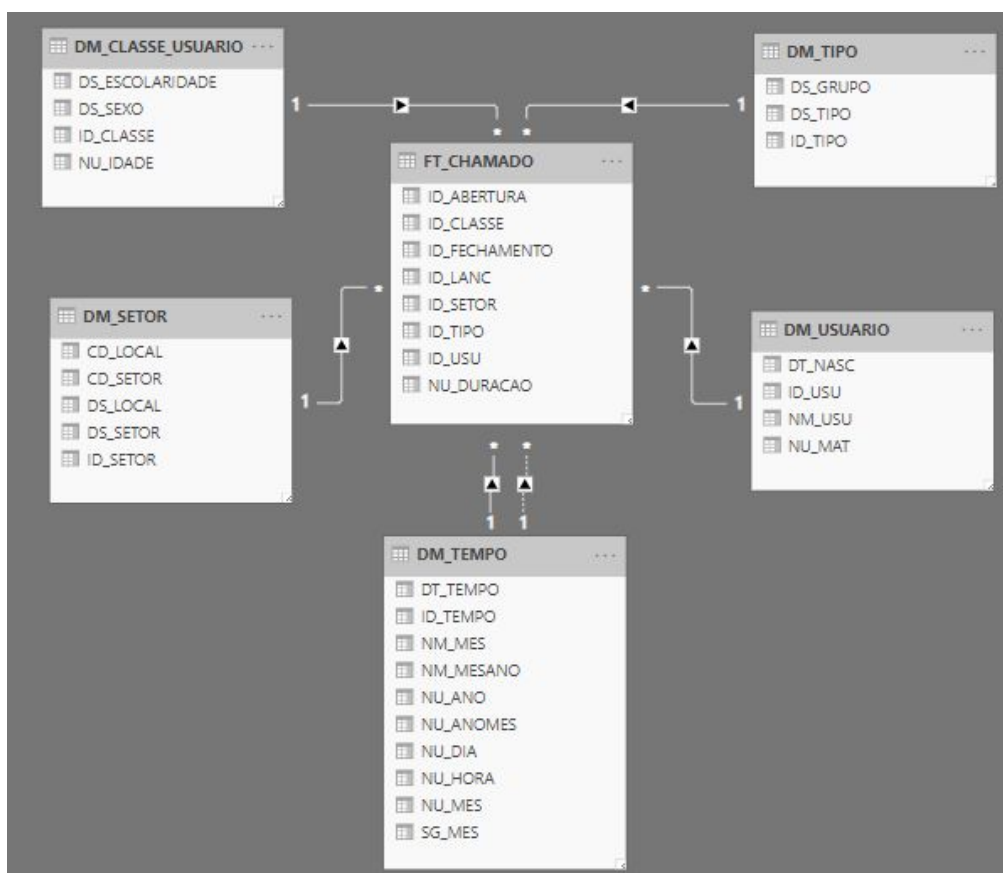 DM_CLASSE_USUARIO ...
DS_ESCOLARIDADE
DS_SEXO
ID_CLASSE
NU_IDADE
1
*
DM_TIPO ...
DS_GRUPO
DS_TIPO
ID_TIPO
1
*
FT_CHAMADO ...
ID_ABERTURA
ID_CLASSE
ID_FECHAMENTO
ID_LANC
ID_SETOR
ID_TIPO
ID_USU
NU_DURACAO
DM_SETOR ...
CD_LOCAL
CD_SETOR
DS_LOCAL
DS_SETOR
ID_SETOR
1
*
DM_USUARIO ...
DT_NASC
ID_USU
NM_USU
NU_MAT
1
*
* *
1 1
DM_TEMPO ...
DT_TEMPO
ID_TEMPO
NM_MES
NM_MESANO
NU_ANO
NU_ANOMES
NU_DIA
NU_HORA
NU_MES
SG_MES